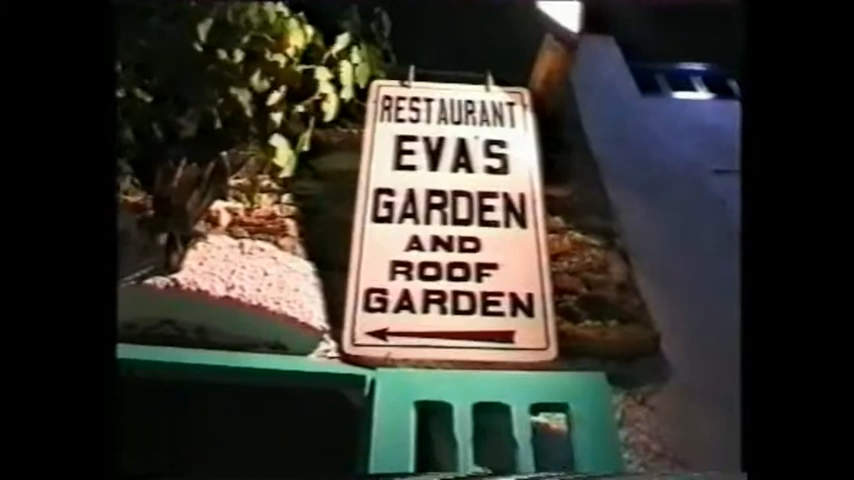 RESTAURANT
EVA'S
GARDEN
AND
ROOF
GARDEN